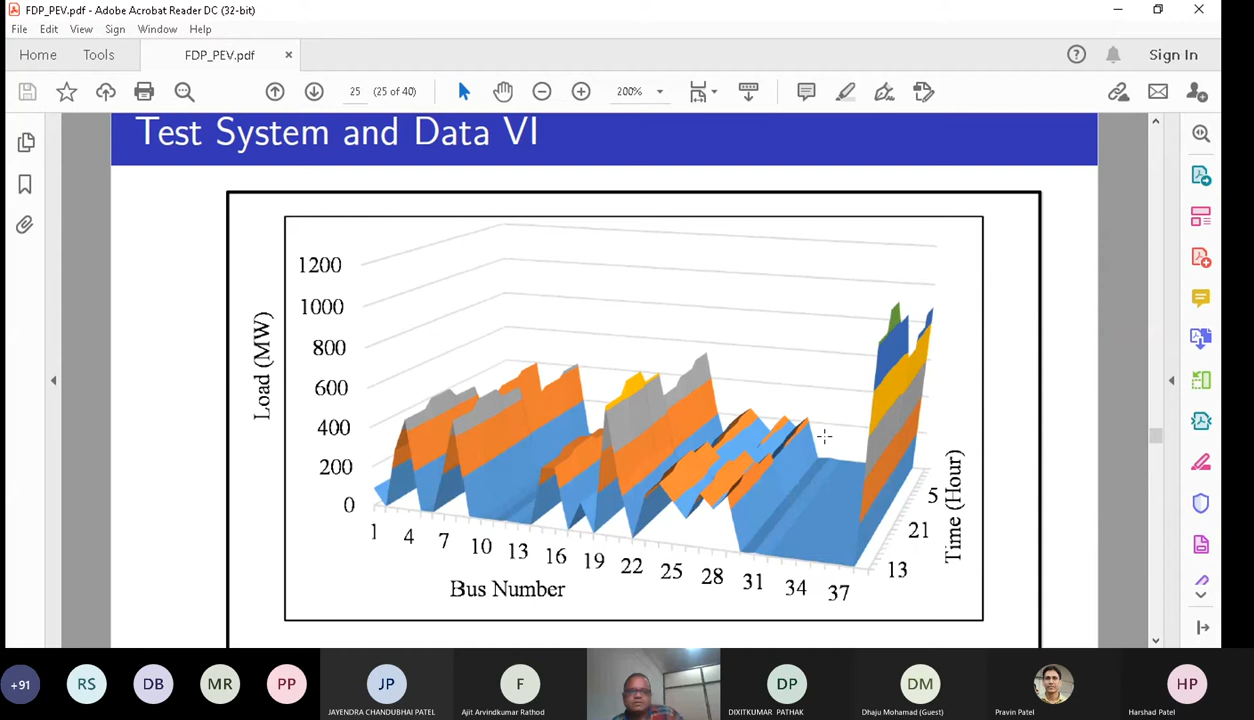 FDP_PEV.pdf - Adobe Acrobat Reader DC (32-bit)
File Edit View Sign Window Help
Home Tools FDP_PEV.pdf Sign In
25 (25 of 40) 200%
Test System and Data VI
Load (MW)
1200
1000
800
600
400
200
0
1 4 7 10 13 16 19 22 25 28 31 34 37
Bus Number
13 21 5
Time (Hour)
+91 RS DB MR PP JP F DP DM HP
JAYENDRA CHANDUBHAI PATEL Ajit Arvindkumar Rathod DIXITKUMAR PATHAK Dhaju Mohamad (Guest) Pravin Patel Harshad Patel